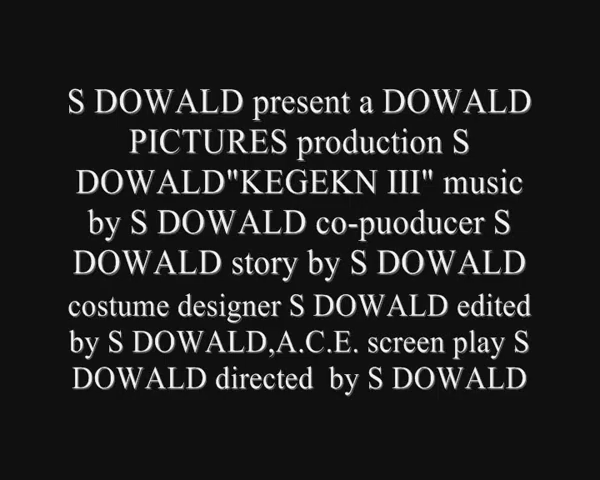 S DOWALD present a DOWALD
PICTURES production S
DOWALD"KEGEKN III" music
by S DOWALD co-puoducer S
DOWALD story by S DOWALD
costume designer S DOWALD edited
by S DOWALD,A.C.E. screen play S
DOWALD directed  by S DOWALD